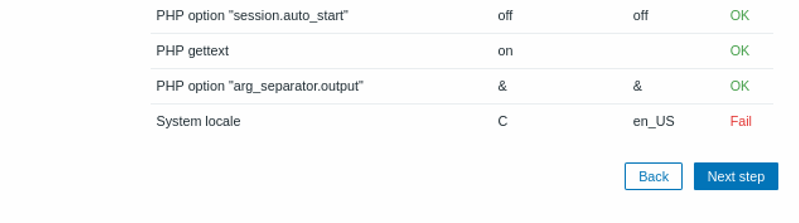 PHP option "session.auto_start" off off OK
PHP gettext on OK
PHP option "arg_separator.output" & & OK
System locale C en_US Fail
Back Next step